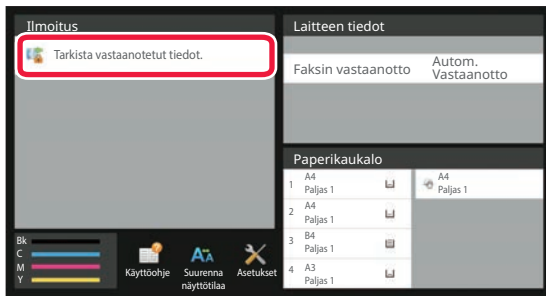 Ilmoitus
Tarkista vastaanotetut tiedot.
Laitteen tiedot
Faksin vastaanotto
Autom.
Vastaanotto
Paperikaukalo
1 A4
Paljas 1
2 A4
Paljas 1
3 B4
Paljas 1
4 A3
Paljas 1
A4
Paljas 1
Bk
C
M
Y
Käyttöohje
Suurenna
näyttötilaa
Asetukset